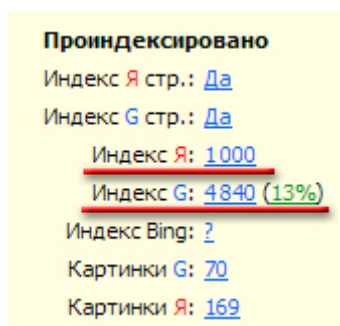 Проиндексировано
Индекс Я стр.: Да
Индекс G стр.: Да
Индекс Я: 1000
Индекс G: 4840 (13%)
Индекс Bing: ?
Картинки G: 70
Картинки Я: 169